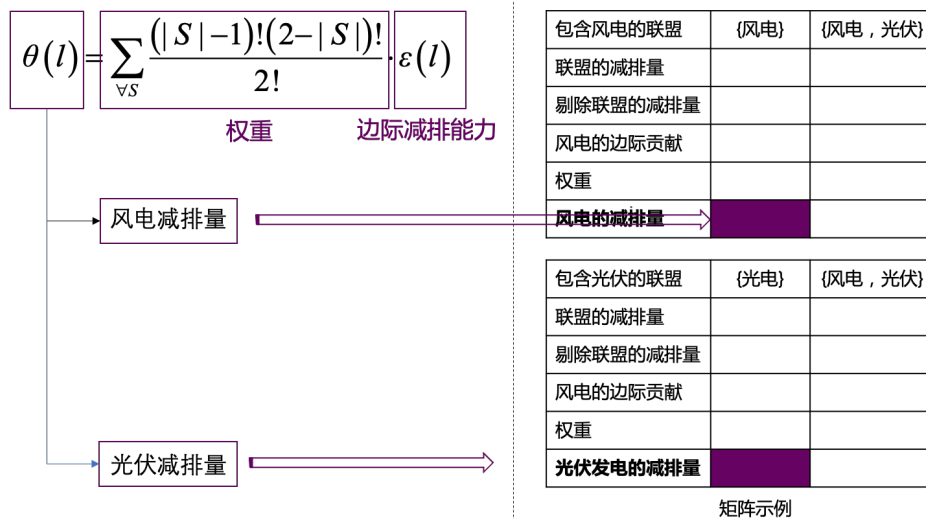 θ(l)=∑∀S (|S|−1)!(2−|S|)!/2!·ε(l)
权重
边际减排能力
风电减排量
光伏减排量
包含风电的联盟 {风电} {风电，光伏}
联盟的减排量
剔除联盟的减排量
风电的边际贡献
权重
风电的减排量
包含光伏的联盟 {光电} {风电，光伏}
联盟的减排量
剔除联盟的减排量
风电的边际贡献
权重
光伏发电的减排量
矩阵示例